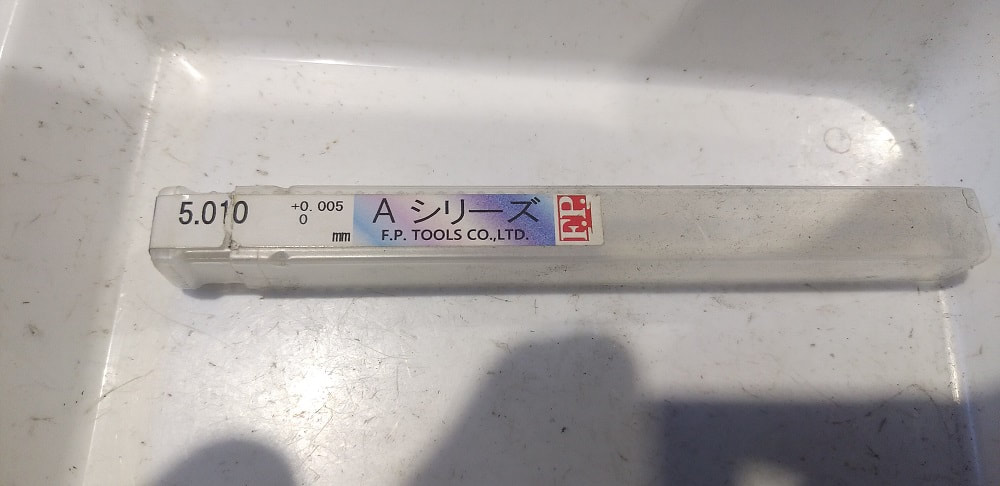 5.010
+0.005
0
mm
A シリーズ
F.P. TOOLS CO.,LTD.
F.P.